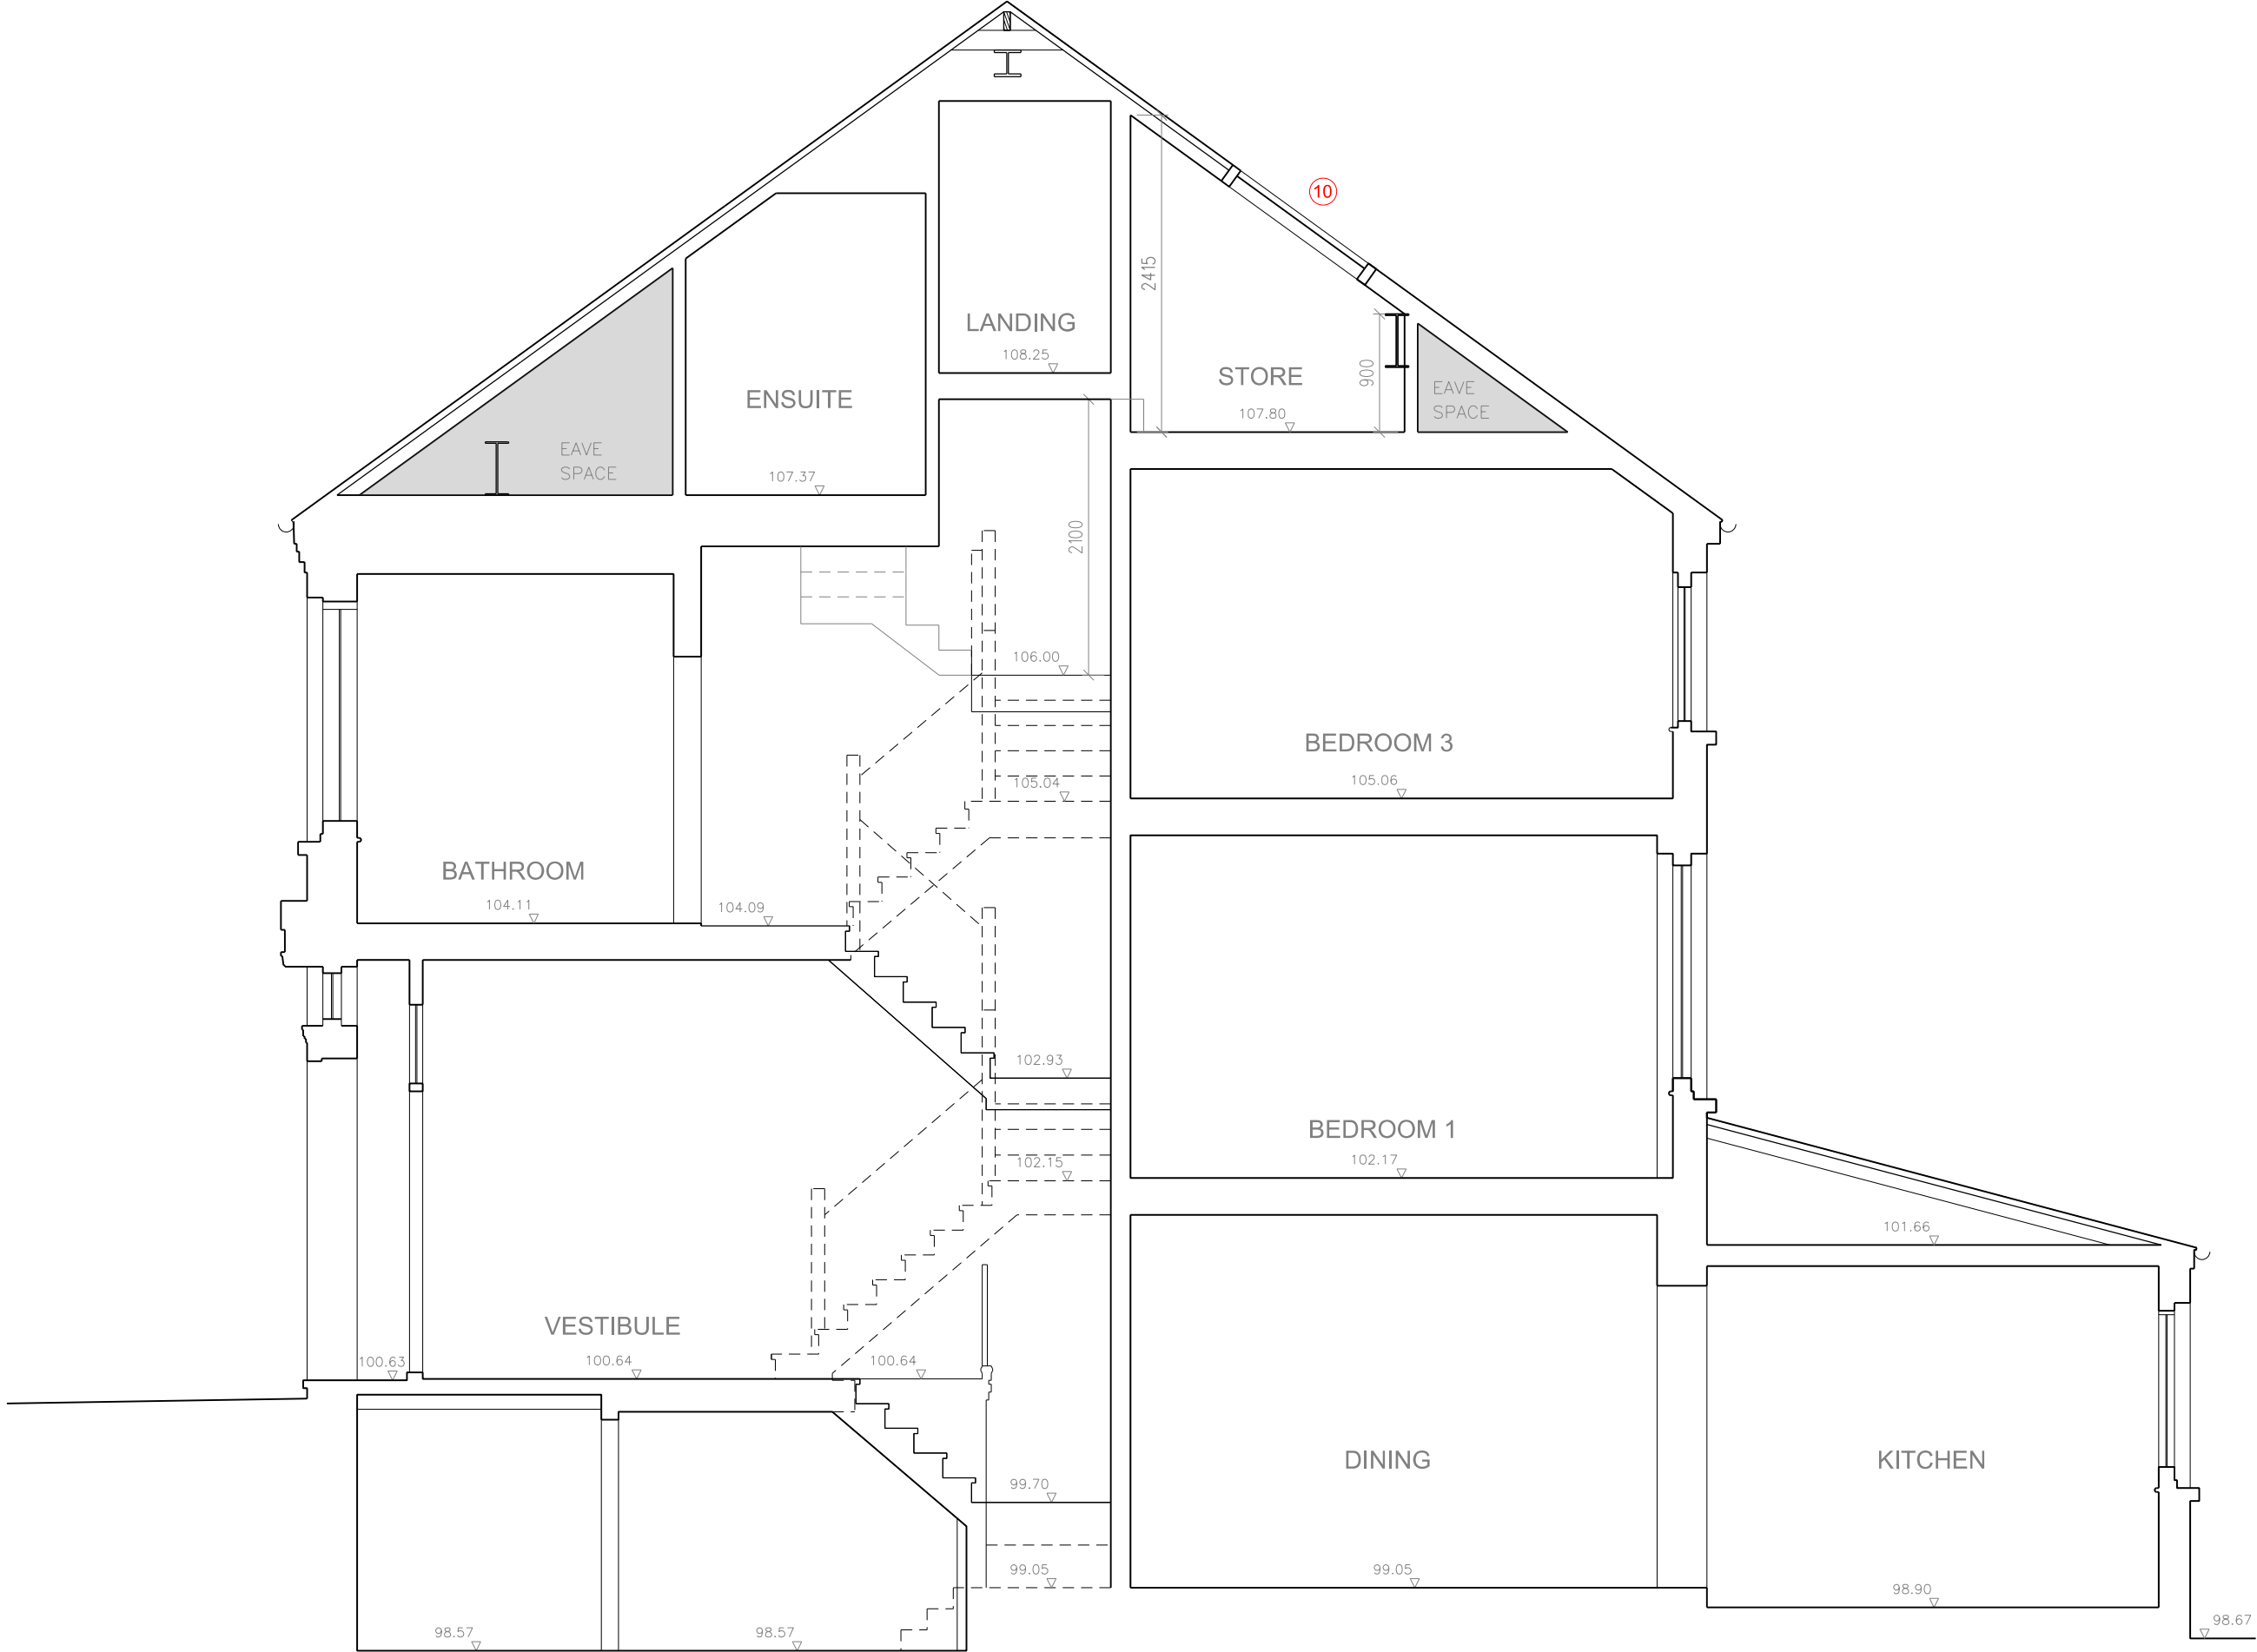 10
2415
LANDING
108.25
STORE
900
EAVE
SPACE
ENSUITE
107.80
EAVE
SPACE
107.37
2100
106.00
BEDROOM 3
105.04
105.06
BATHROOM
104.11
104.09
102.93
BEDROOM 1
102.15
102.17
101.66
VESTIBULE
100.63
100.64
100.64
DINING
KITCHEN
99.70
99.05
99.05
98.90
98.57
98.57
98.67